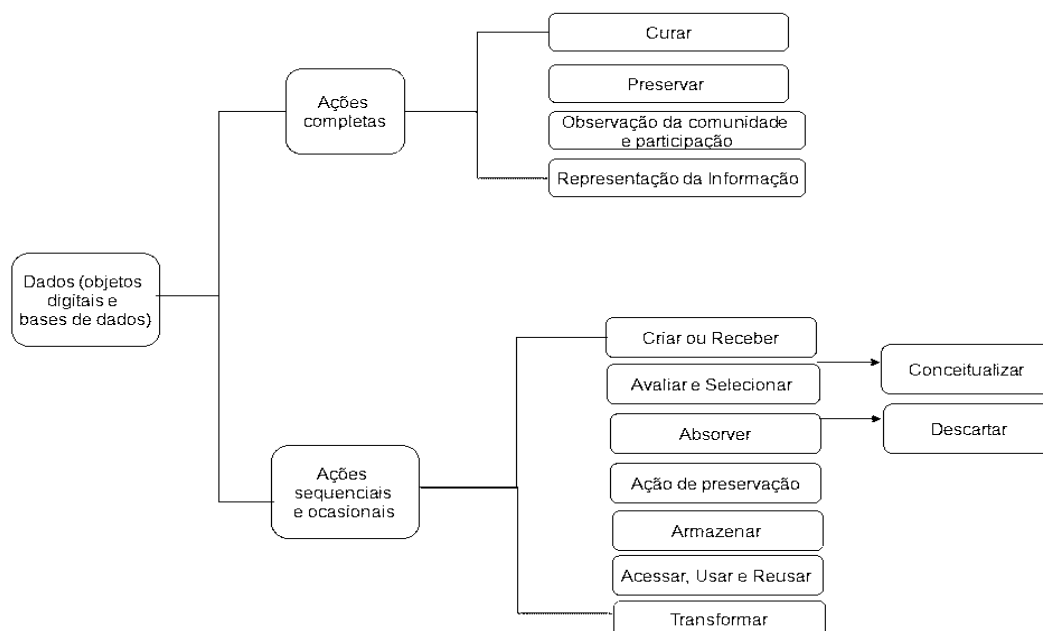 Curar
Preservar
Observação da comunidade
e participação
Representação da Informação
Ações
completas
Dados (objetos
digitais e
bases de dados)
Ações
sequenciais
e ocasionais
Criar ou Receber
Avaliar e Selecionar
Absorver
Ação de preservação
Armazenar
Acessar, Usar e Reusar
Transformar
Conceitualizar
Descartar